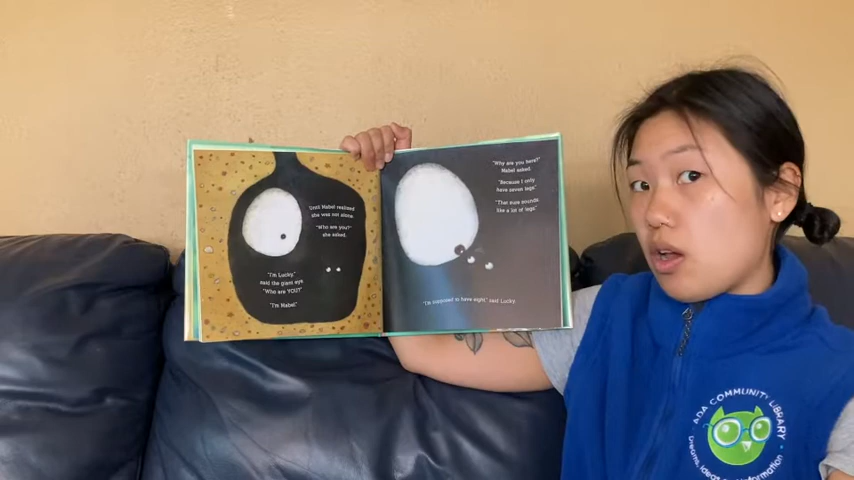 Until Mabel realized
she was not alone.
"Who are you?"
she asked.
"I'm Lucky,"
said the giant eye.
"Who are YOU?"
"I'm Mabel."
"Why are you here?"
Mabel asked.
"Because I only
have seven legs."
"That sure sounds
like a lot of legs."
"I'm supposed to have eight," said Lucky.
ADA COMMUNITY LIBRARY